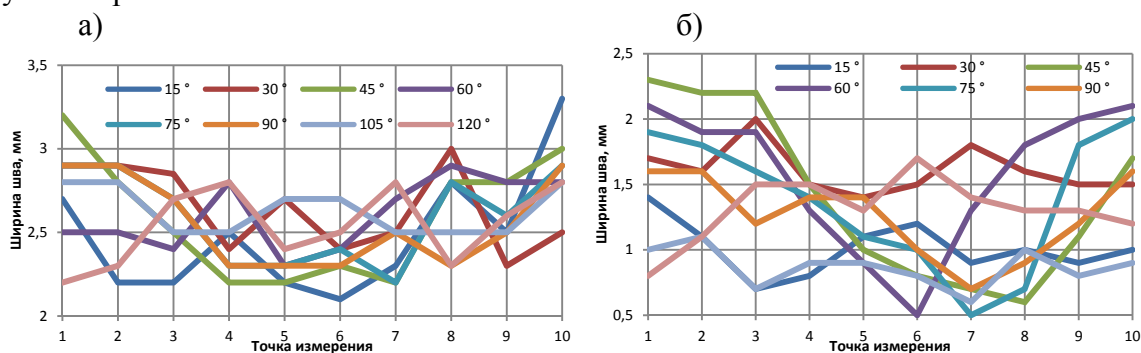 а)
б)
3,5
3
2,5
2
15 °
30 °
45 °
60 °
75 °
90 °
105 °
120 °
Ширина шва, мм
1 2 3 4 5 6 7 8 9 10
Точка измерения
2,5
2
1,5
1
0,5
15 °
30 °
45 °
60 °
75 °
90 °
Ширина шва, мм
1 2 3 4 5 6 7 8 9 10
Точка измерения